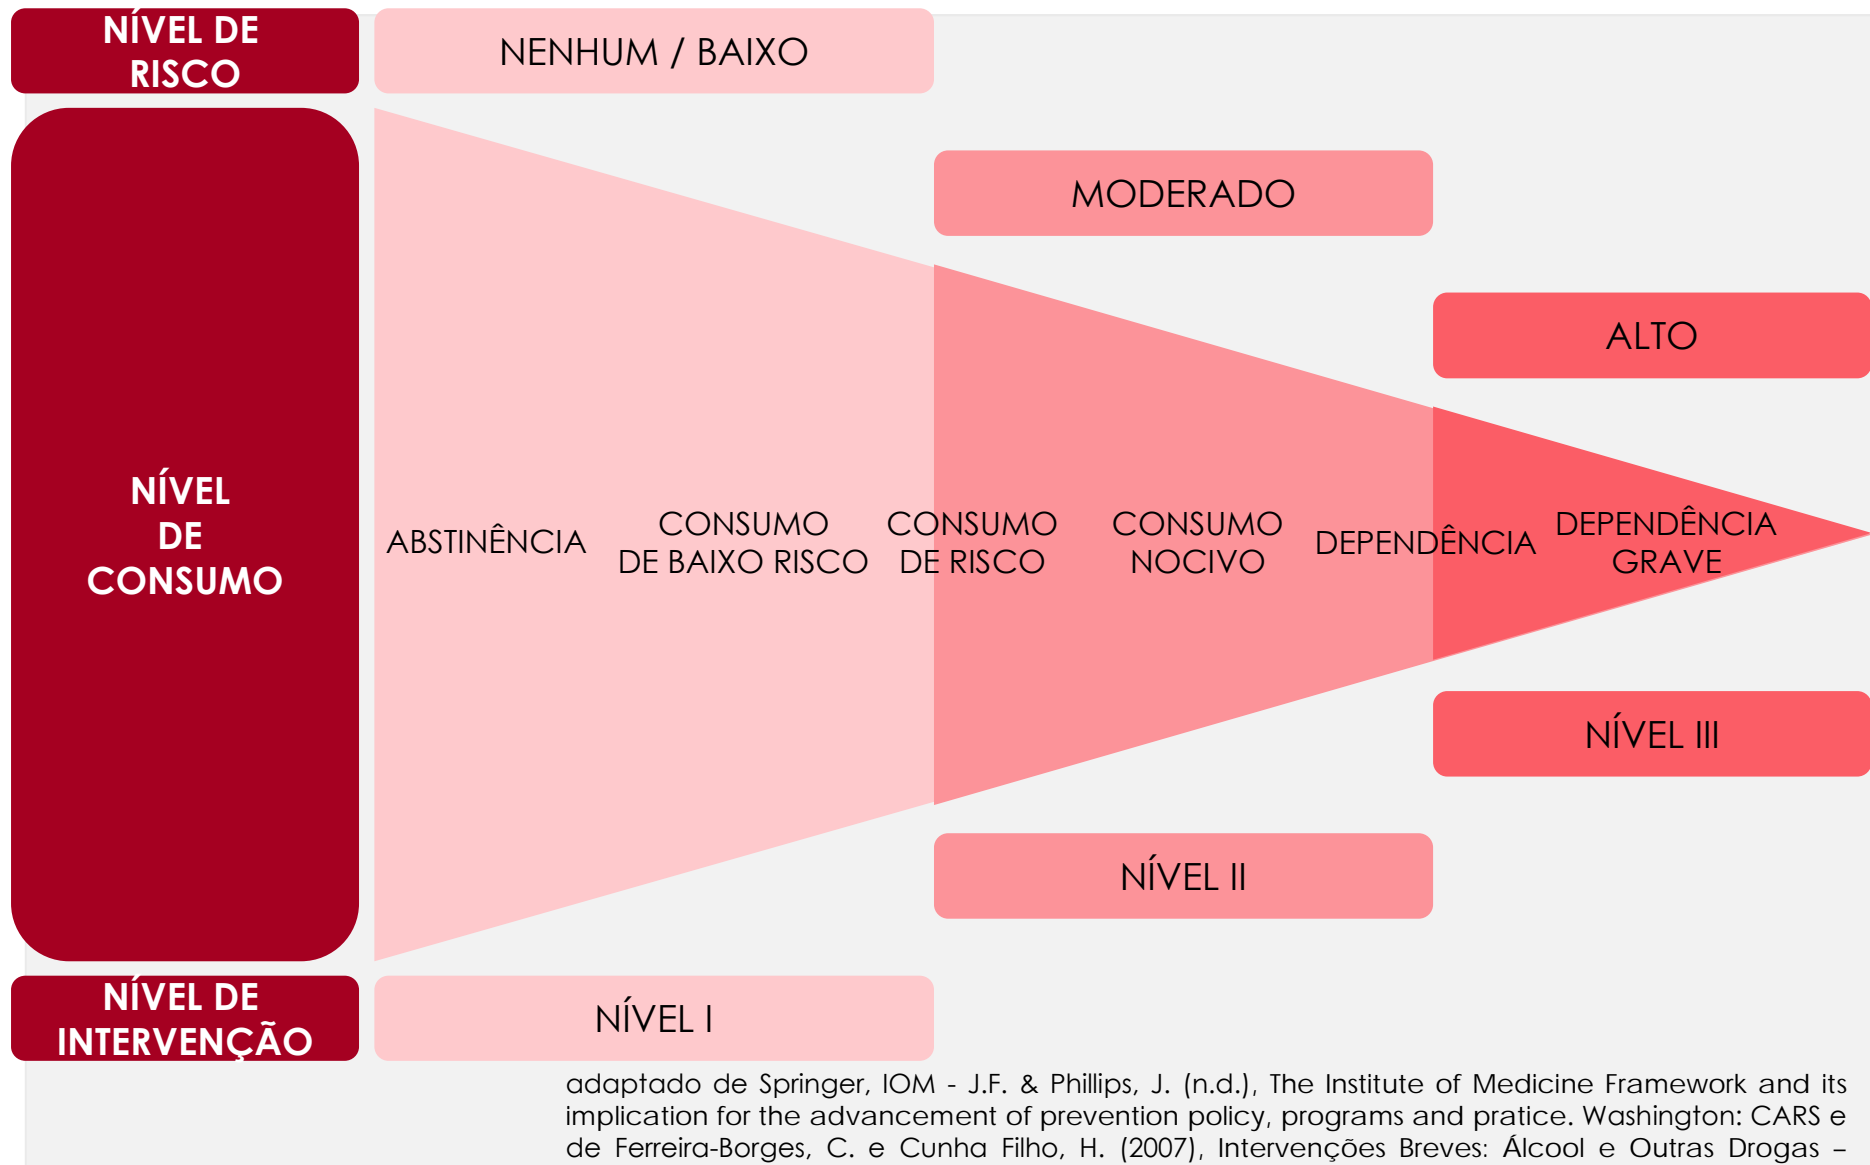 NÍVEL DE
RISCO
NENHUM / BAIXO
MODERADO
ALTO
NÍVEL
DE
CONSUMO
ABSTINÊNCIA
CONSUMO
DE BAIXO RISCO
CONSUMO
DE RISCO
CONSUMO
NOCIVO
DEPENDÊNCIA
DEPENDÊNCIA
GRAVE
NÍVEL III
NÍVEL II
NÍVEL DE
INTERVENÇÃO
NÍVEL I
adaptado de Springer, IOM - J.F. & Phillips, J. (n.d.), The Institute of Medicine Framework and its
implication for the advancement of prevention policy, programs and pratice. Washington: CARS e
de Ferreira-Borges, C. e Cunha Filho, H. (2007), Intervenções Breves: Álcool e Outras Drogas –